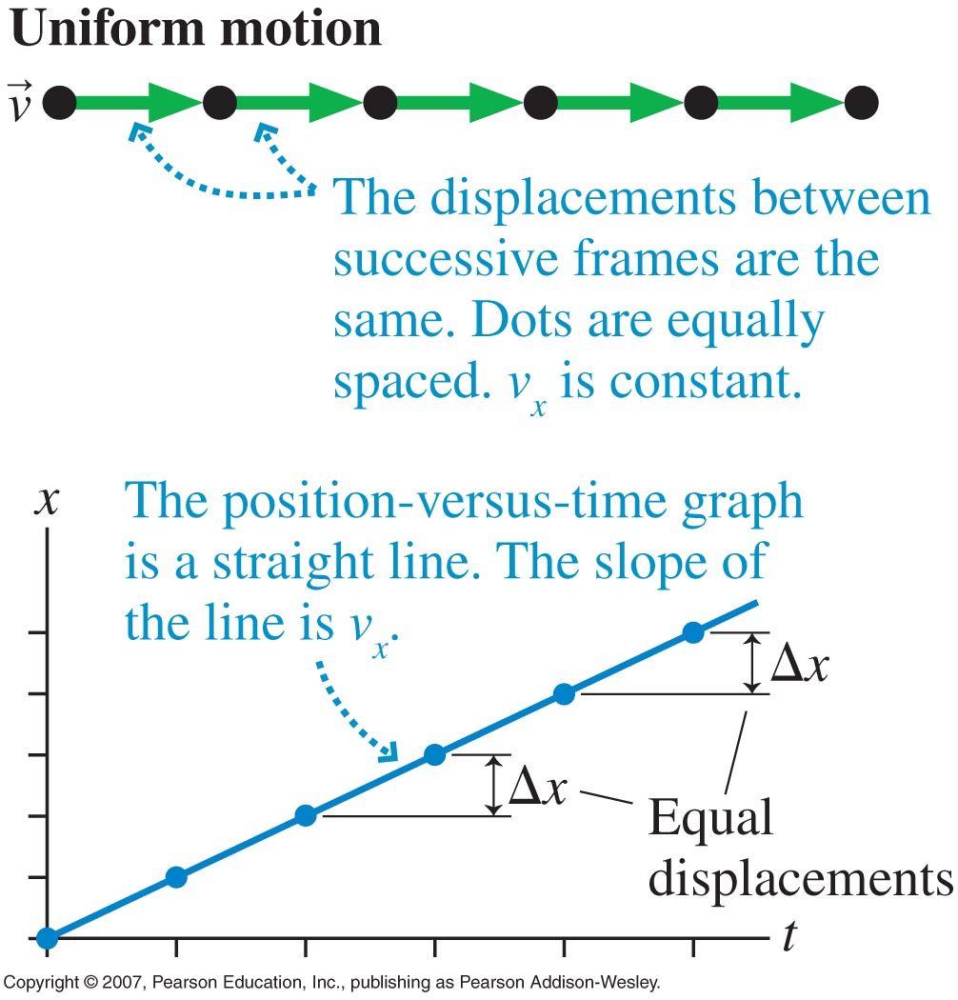 Uniform motion
v⃗
The displacements between
successive frames are the
same. Dots are equally
spaced. vₓ is constant.
x
The position-versus-time graph
is a straight line. The slope of
the line is vₓ.
Δx
Δx
Equal
displacements
t
Copyright © 2007, Pearson Education, Inc., publishing as Pearson Addison-Wesley.